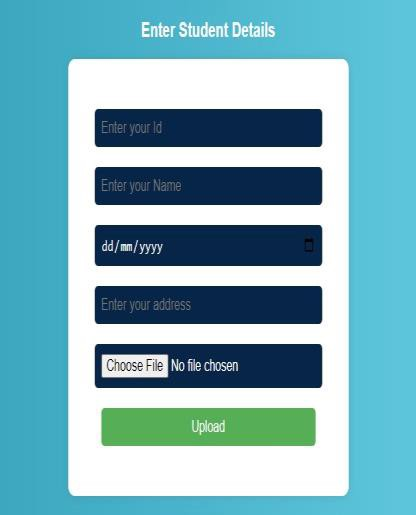 Enter Student Details
Enter your Id
Enter your Name
dd/mm/yyyy
Enter your address
Choose File No file chosen
Upload